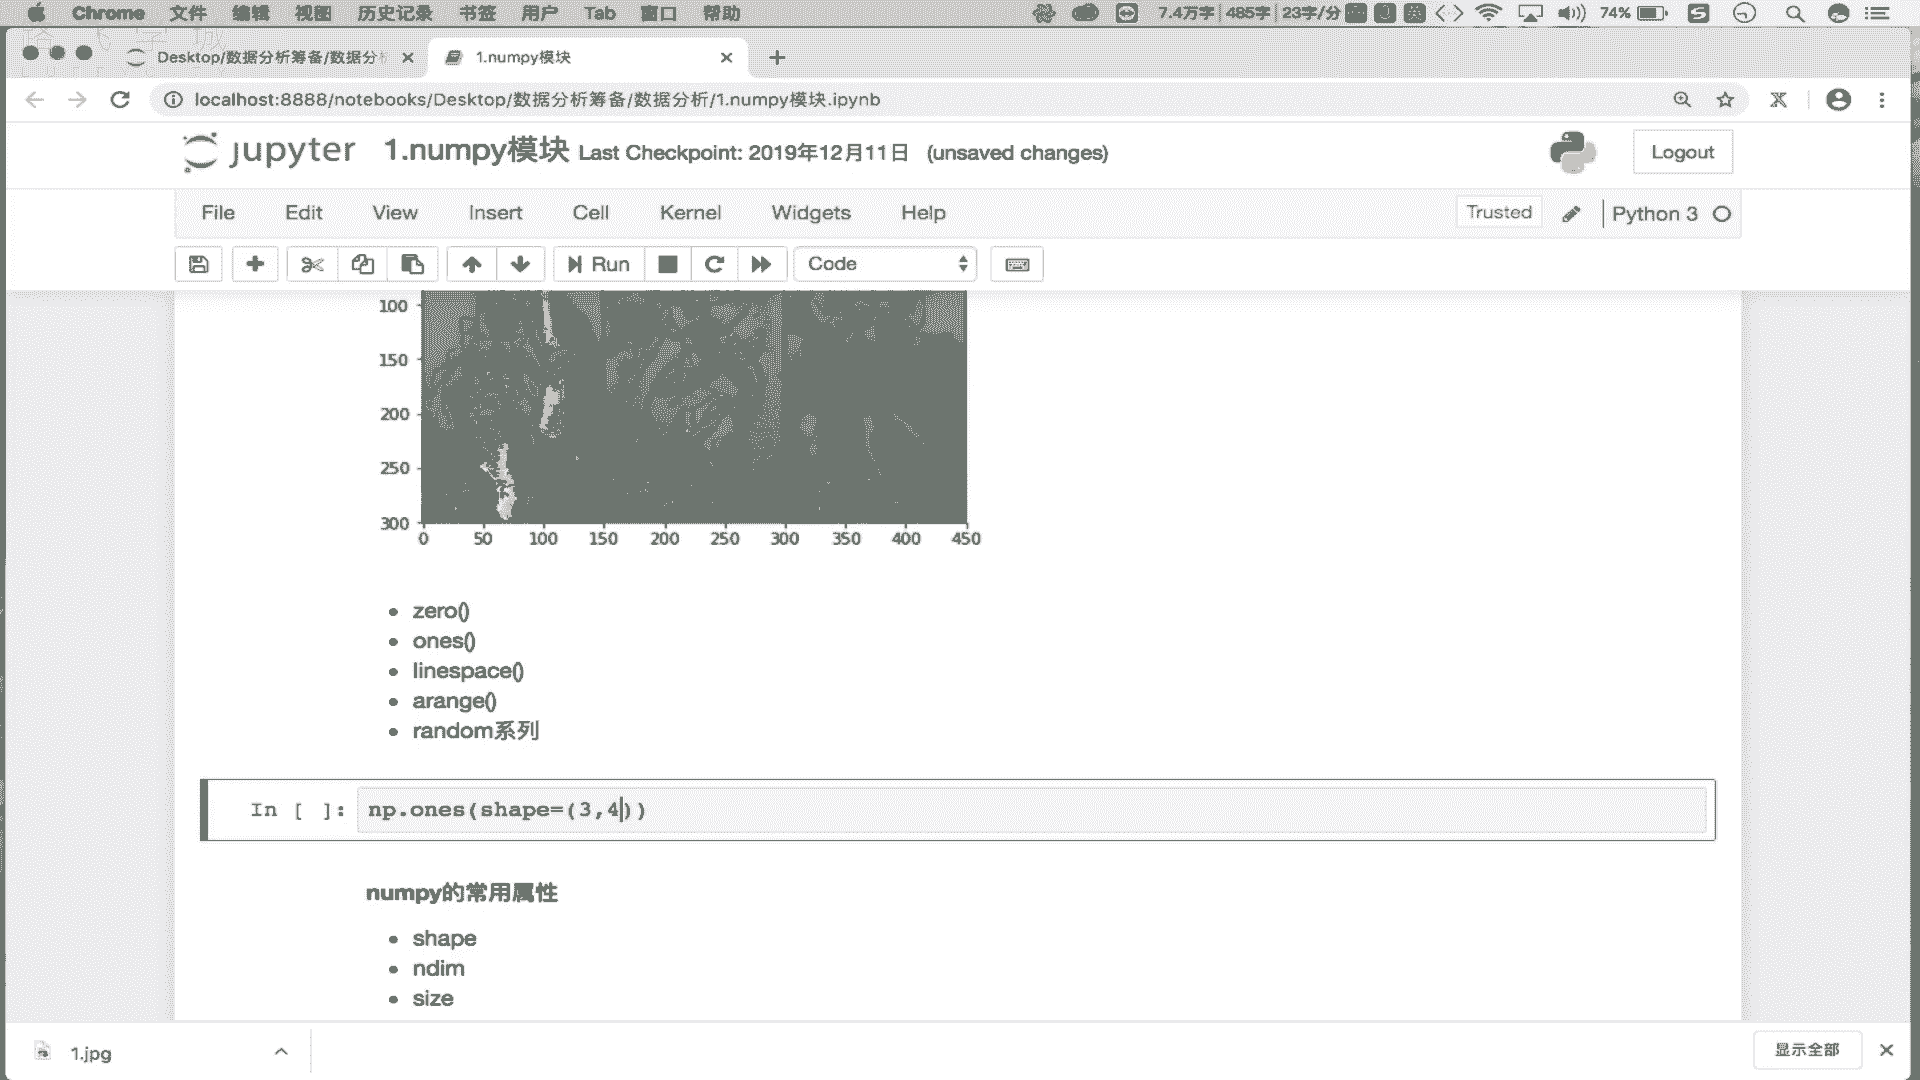 Chrome 文件 编辑 视图 历史记录 书签 用户 Tab 窗口 帮助 7.4万字 485字 23字/分 英 74% S
Desktop/数据分析筹备/数据分析 1.numpy模块
localhost:8888/notebooks/Desktop/数据分析筹备/数据分析/1.numpy模块.ipynb
jupyter 1.numpy模块 Last Checkpoint: 2019年12月11日 (unsaved changes) Logout
File Edit View Insert Cell Kernel Widgets Help Trusted Python 3
Run Code
100
150
200
250
300
0 50 100 150 200 250 300 350 400 450
zero()
ones()
linespace()
arange()
random系列
In [ ]: np.ones(shape=(3,4))
numpy的常用属性
shape
ndim
size
1.jpg 显示全部